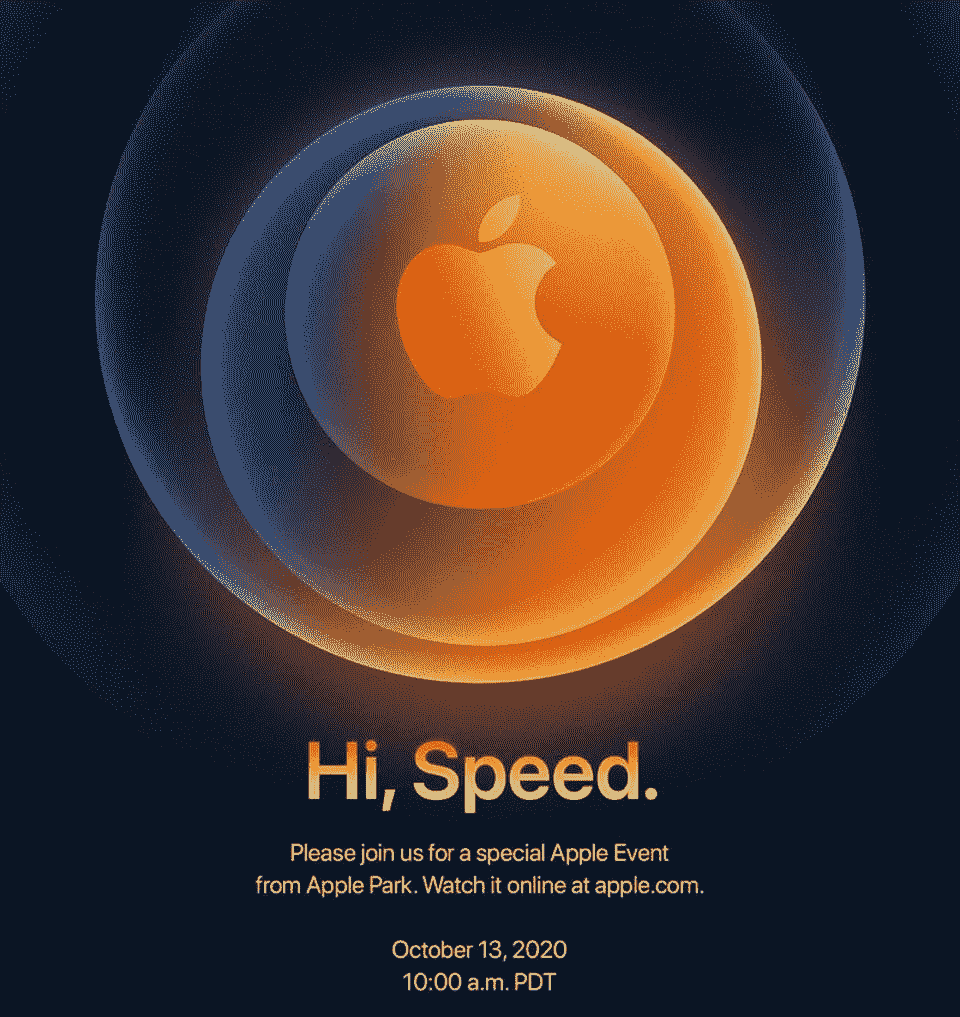 Hi, Speed.
Please join us for a special Apple Event
from Apple Park. Watch it online at apple.com.
October 13, 2020
10:00 a.m. PDT